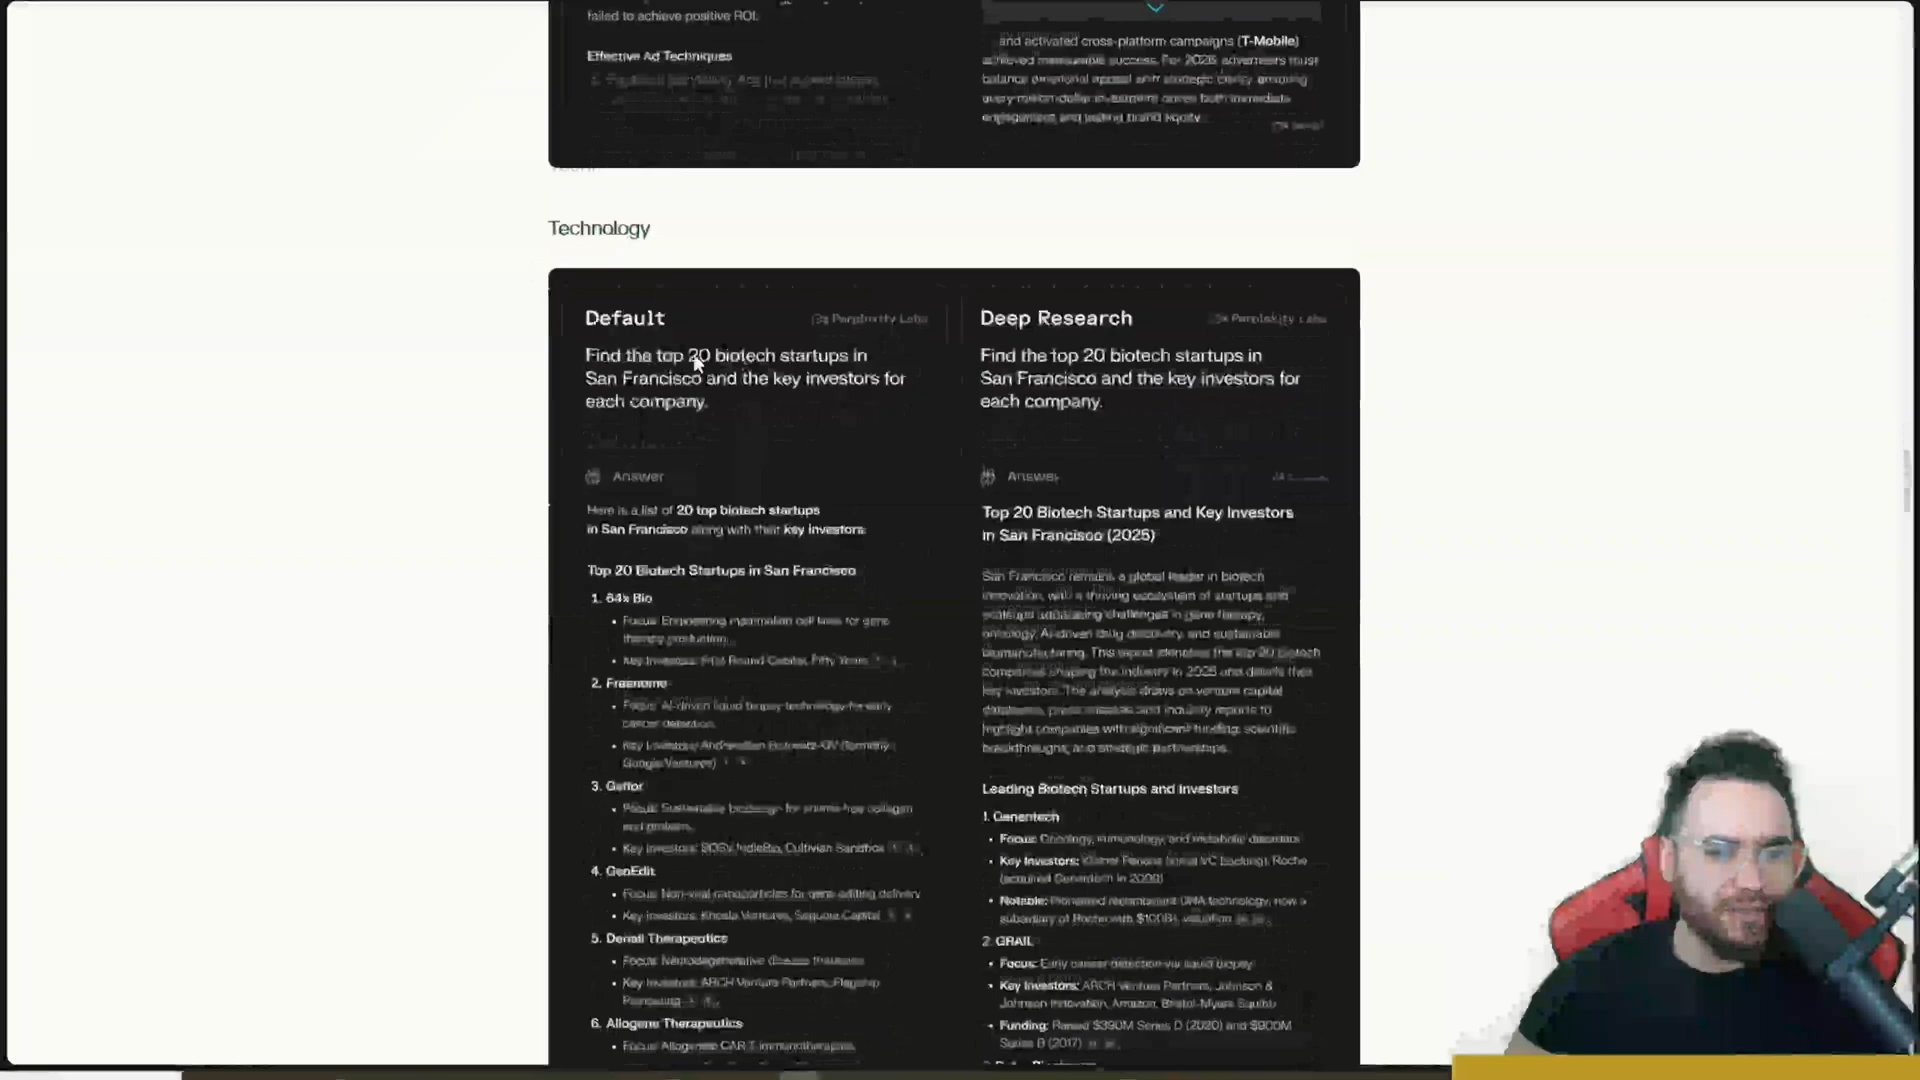 failed to achieve positive ROI.
Effective Ad Techniques
and activated cross-platform campaigns (T-Mobile)
achieved measurable success. For 2026, advertisers must
balance emotional appeal with strategic clarity, ensuring
every million-dollar investment drives both immediate
engagement and lasting brand equity.
Technology
Default
Perplexity Labs
Find the top 20 biotech startups in
San Francisco and the key investors for
each company.
Answer
Here is a list of 20 top biotech startups
in San Francisco along with their key investors.
Top 20 Biotech Startups in San Francisco
1. 64x Bio
Focus: Engineering mammalian cell lines for gene
therapy production.
Key Investors: First Round Capital, Fifty Years
2. Freenome
Focus: AI-driven liquid biopsy technology for early
cancer detection.
Key Investors: Andreessen Horowitz, GV (formerly
Google Ventures)
3. Geltor
Focus: Sustainable biodesign for animal-free collagen
and protein.
Key Investors: SOSV, IndieBio, Cultivian Sandbox
4. GenEdit
Focus: Non-viral nanoparticles for gene editing delivery
Key Investors: Khosla Ventures, Sequoia Capital
5. Denali Therapeutics
Focus: Neurodegenerative disease
Key Investors: ARCH Venture Partners, Flagship
Pioneering
6. Allogene Therapeutics
Focus: Allogeneic CAR T immunotherapies.
Deep Research
Perplexity Labs
Find the top 20 biotech startups in
San Francisco and the key investors for
each company.
Answer
Top 20 Biotech Startups and Key Investors
in San Francisco (2025)
San Francisco remains a global leader in biotech
innovation, with a thriving ecosystem of startups and
scaleups addressing challenges in gene therapy,
oncology, AI-driven drug discovery, and sustainable
biomanufacturing. This report identifies the top 20 biotech
companies shaping the industry in 2025 and details their
key investors. The analysis draws on venture capital
databases, press releases, and industry reports to
highlight companies with significant funding, scientific
breakthroughs, and strategic partnerships.
Leading Biotech Startups and Investors
1. Genentech
Focus: Oncology, immunology, and metabolic disorders
Key Investors: Kleiner Perkins (initial VC backing), Roche
(acquired Genentech in 2009)
Notable: Pioneered recombinant DNA technology, now a
subsidiary of Roche with $100B+ valuation
2. GRAIL
Focus: Early cancer detection via liquid biopsy
Key Investors: ARCH Venture Partners, Johnson &
Johnson Innovation, Amazon, Bristol-Myers Squibb
Funding: Raised $390M Series D (2020) and $900M
Series B (2017)